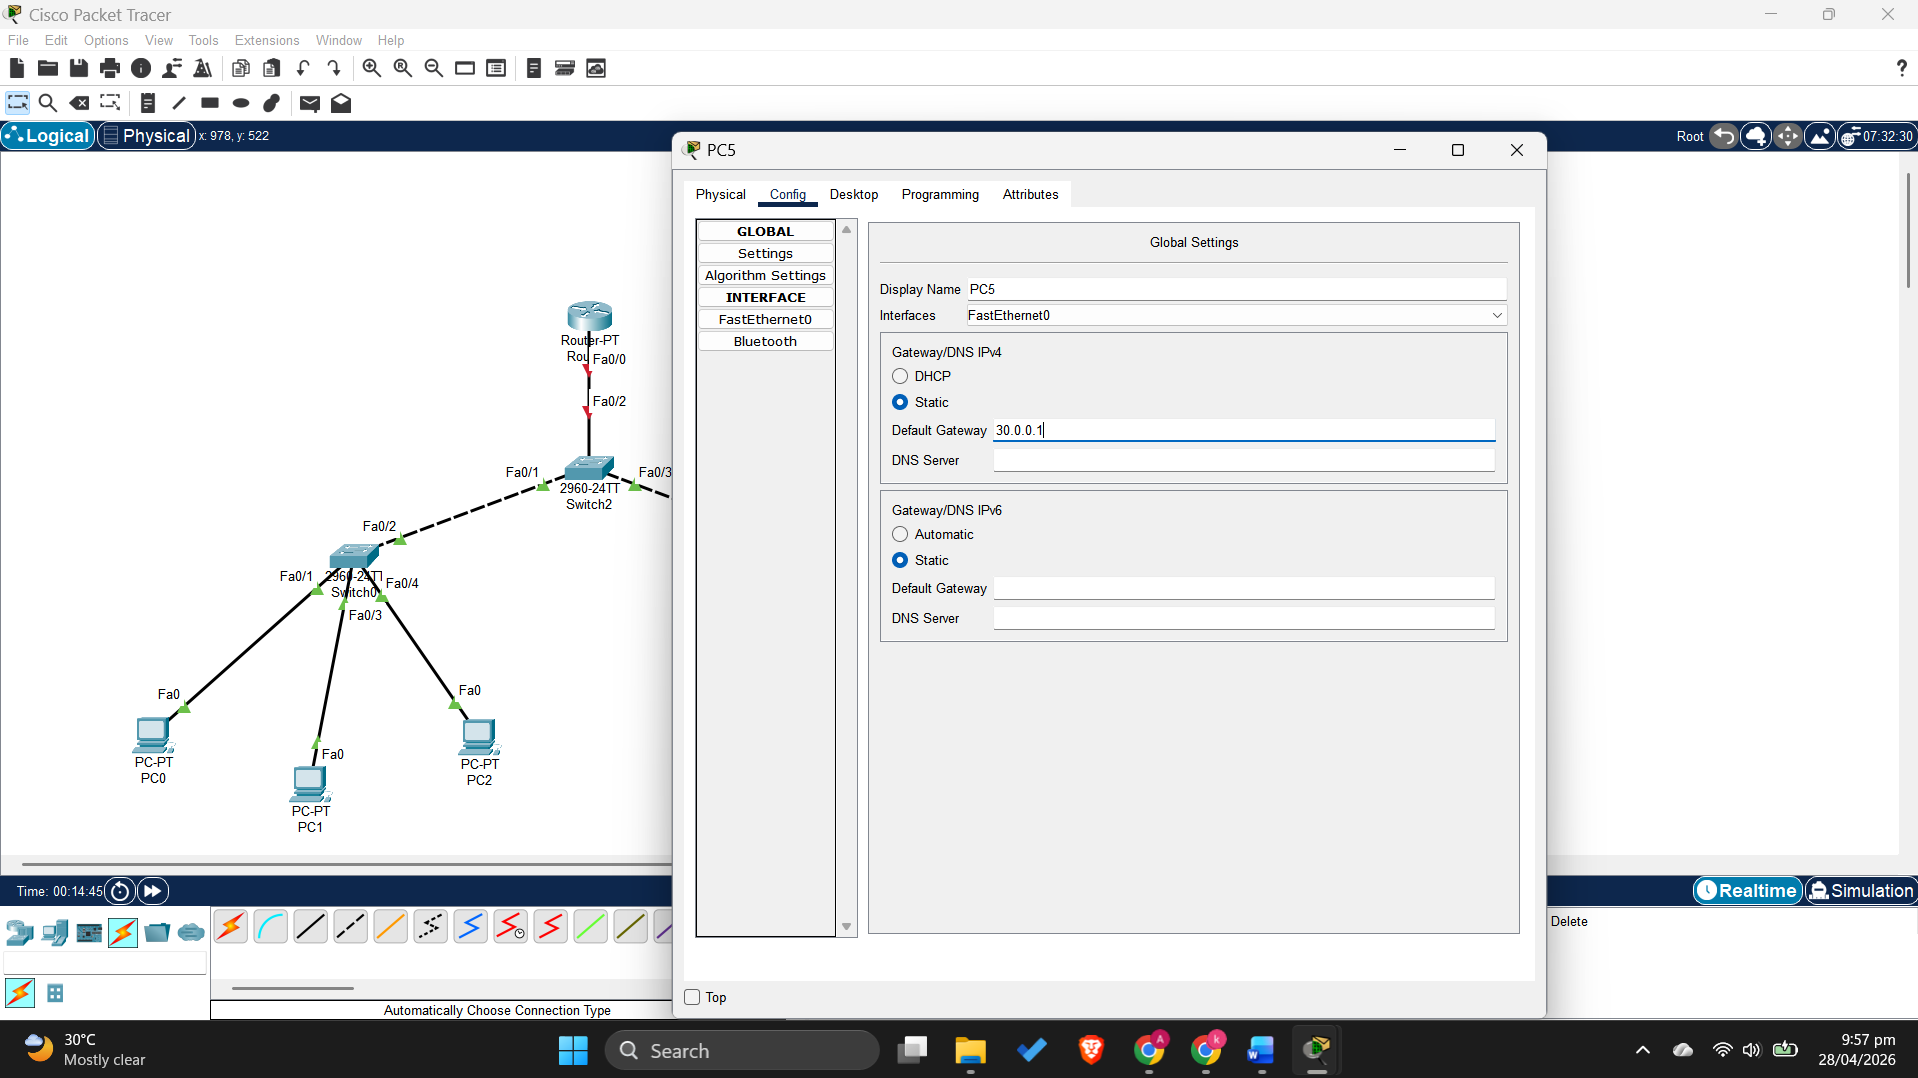 Cisco Packet Tracer
File Edit Options View Tools Extensions Window Help
?
Logical Physical x: 978, y: 522
Root 07:32:30
PC5
Physical Config Desktop Programming Attributes
GLOBAL
Settings
Algorithm Settings
INTERFACE
FastEthernet0
Bluetooth
Global Settings
Display Name PC5
Interfaces FastEthernet0
Gateway/DNS IPv4
DHCP
Static
Default Gateway 30.0.0.1
DNS Server
Gateway/DNS IPv6
Automatic
Static
Default Gateway
DNS Server
Top
Router-PT
Rou Fa0/0
Fa0/2
Fa0/1 Fa0/3
2960-24TT
Switch2
Fa0/2
Fa0/1 2960-24TT Fa0/4
Switch0
Fa0/3
Fa0 Fa0
PC-PT
PC0
Fa0
PC-PT
PC2
PC-PT
PC1
Time: 00:14:45
Realtime Simulation
Delete
Automatically Choose Connection Type
30°C
Mostly clear
Search
A
k
W
9:57 pm
28/04/2026